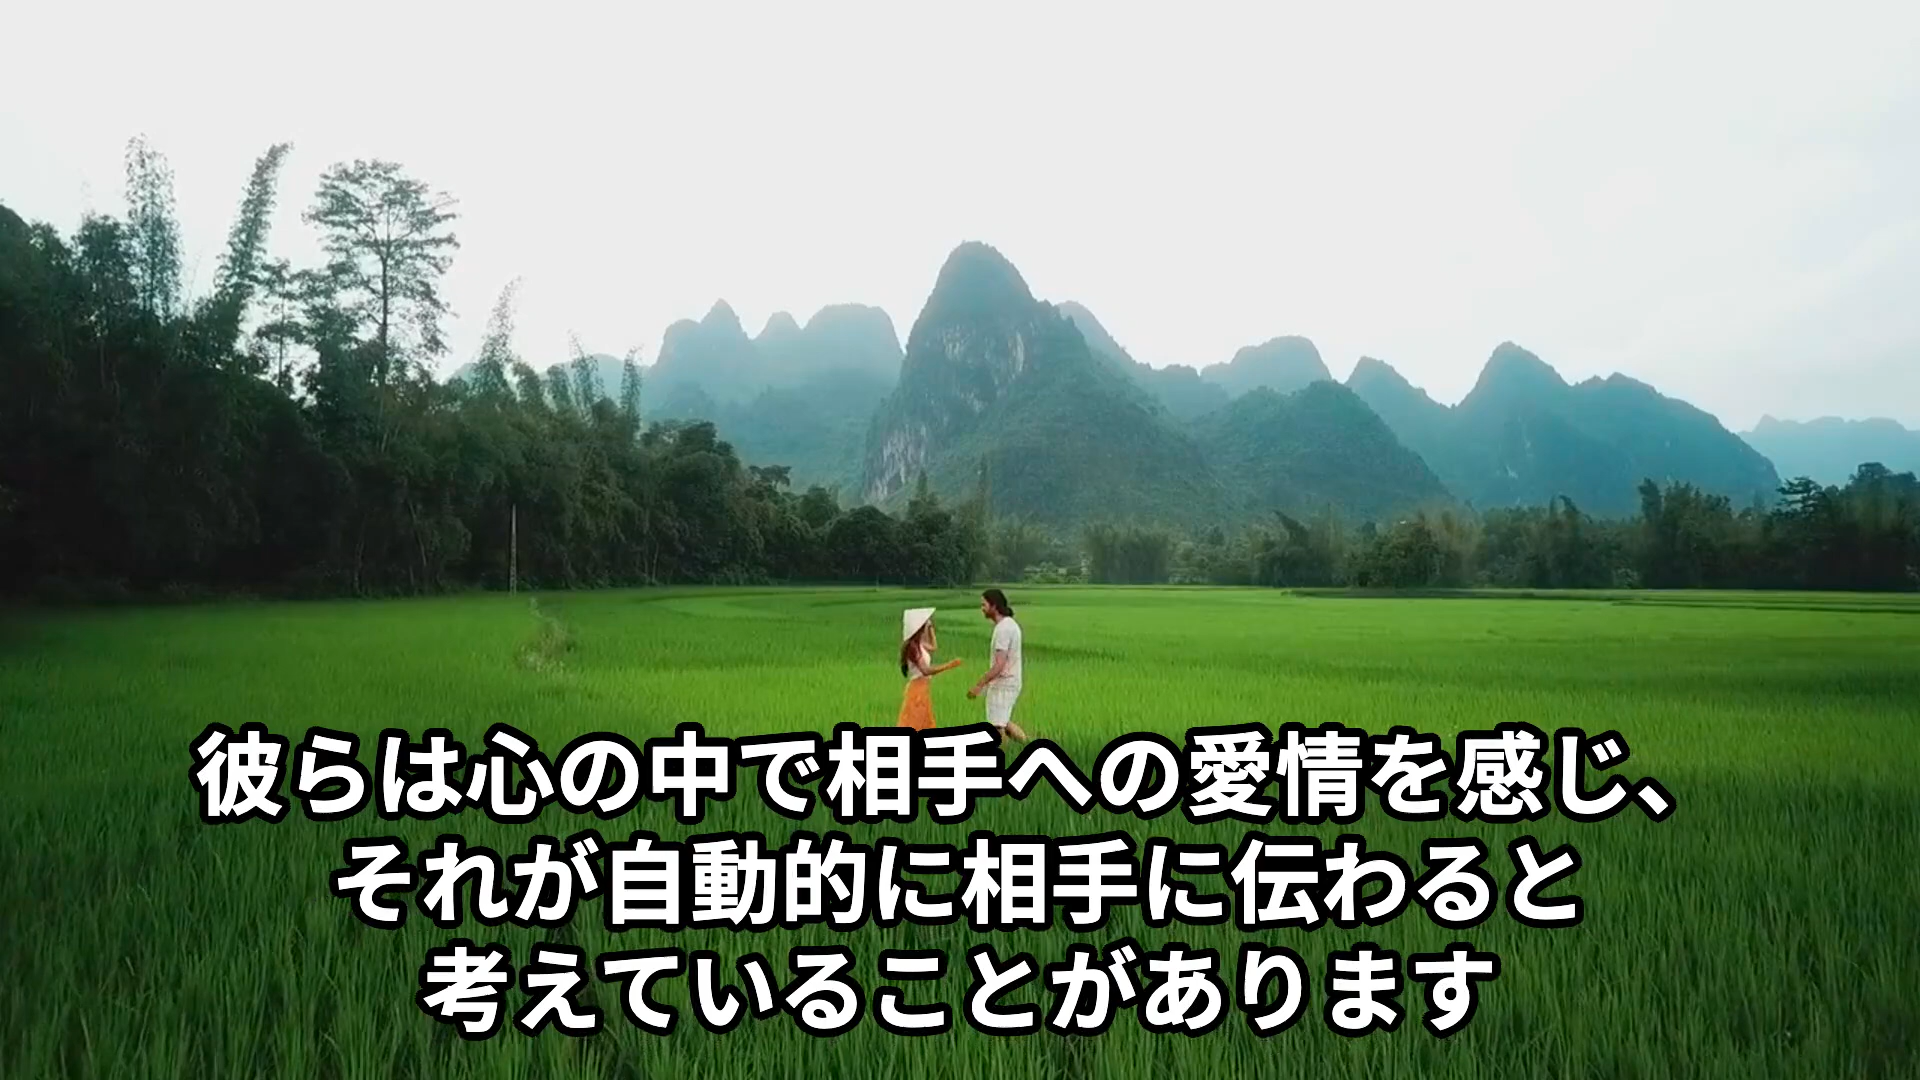 彼らは心の中で相手への愛情を感じ、
それが自動的に相手に伝わると
考えていることがあります